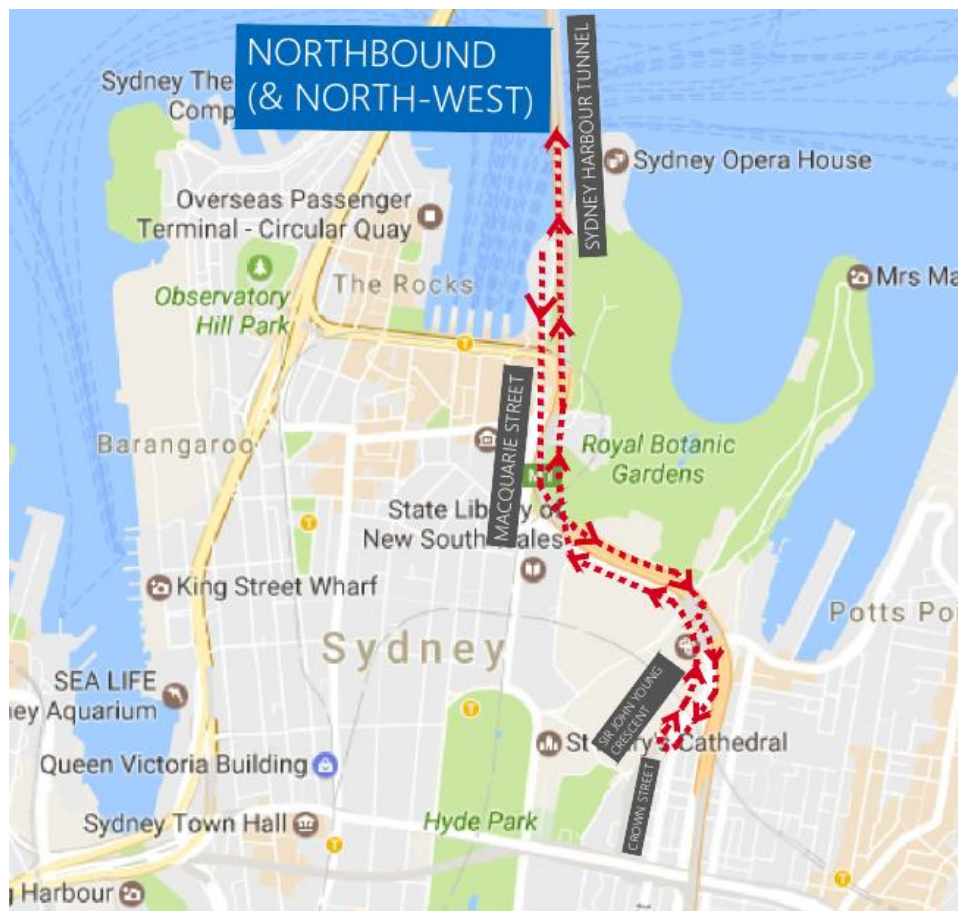 NORTHBOUND
(& NORTH-WEST)
SYDNEY HARBOUR TUNNEL
Sydney The
Comp
Sydney Opera House
Overseas Passenger
Terminal - Circular Quay
The Rocks
Observatory
Hill Park
Mrs Ma
T
MACQUARIE STREET
Barangaroo
Royal Botanic
Gardens
M1
State Library of
New South Wales
T
King Street Wharf
Potts Poi
Sydney
SEA LIFE
ney Aquarium
T
SIR JOHN YOUNG
CRESCENT
St Mary's Cathedral
Queen Victoria Building
CROWN STREET
Sydney Town Hall
Hyde Park
T
T
g Harbour